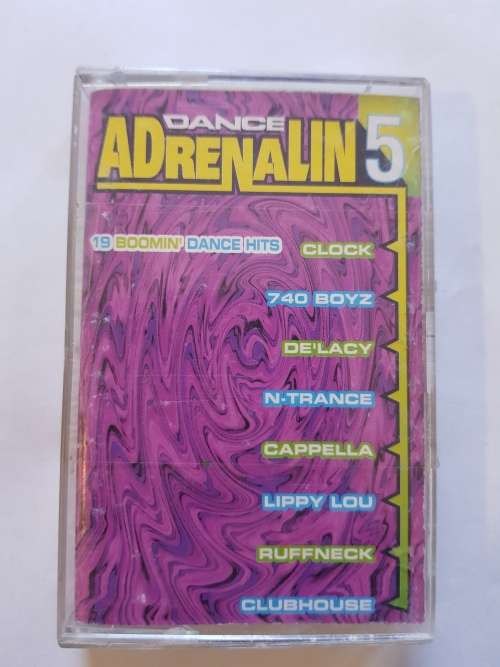 DANCE
ADRENALIN 5
19 BOOMIN' DANCE HITS
CLOCK
740 BOYZ
DE'LACY
N-TRANCE
CAPPELLA
LIPPY LOU
RUFFNECK
CLUBHOUSE